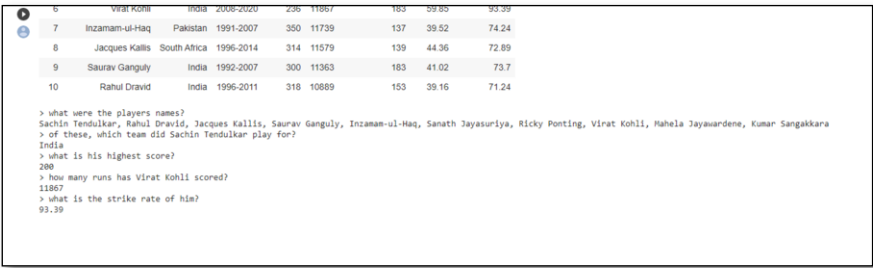 6 Virat Kohli India 2008-2020 236 11867 183 59.85 93.39
7 Inzamam-ul-Haq Pakistan 1991-2007 350 11739 137 39.52 74.24
8 Jacques Kallis South Africa 1996-2014 314 11579 139 44.36 72.89
9 Saurav Ganguly India 1992-2007 300 11363 183 41.02 73.7
10 Rahul Dravid India 1996-2011 318 10889 153 39.16 71.24
> what were the players names?
Sachin Tendulkar, Rahul Dravid, Jacques Kallis, Saurav Ganguly, Inzamam-ul-Haq, Sanath Jayasuriya, Ricky Ponting, Virat Kohli, Mahela Jayawardene, Kumar Sangakkara
> of these, which team did Sachin Tendulkar play for?
India
> what is his highest score?
200
> how many runs has Virat Kohli scored?
11867
> what is the strike rate of him?
93.39